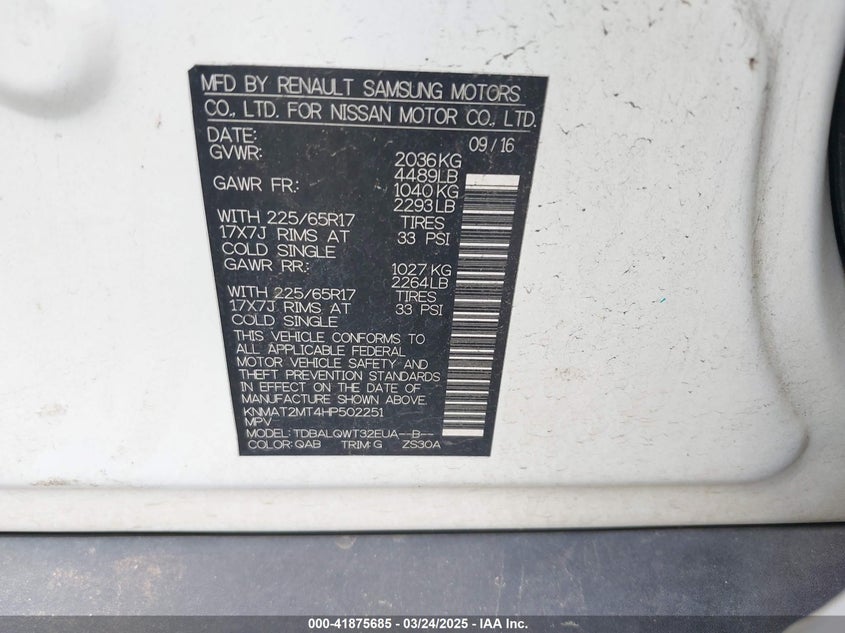 MFD BY RENAULT SAMSUNG MOTORS
CO., LTD. FOR NISSAN MOTOR CO., LTD.
DATE: 09/16
GVWR: 2036KG
4489LB
GAWR FR: 1040KG
2293LB
WITH 225/65R17 TIRES
17X7J RIMS AT 33 PSI
COLD SINGLE
GAWR RR: 1027KG
2264LB
WITH 225/65R17 TIRES
17X7J RIMS AT 33 PSI
COLD SINGLE
THIS VEHICLE CONFORMS TO
ALL APPLICABLE FEDERAL
MOTOR VEHICLE SAFETY AND
THEFT PREVENTION STANDARDS
IN EFFECT ON THE DATE OF
MANUFACTURE SHOWN ABOVE.
KNMAT2MT4HP502251
MPV
MODEL: TDBALQWT32EUA--B--
COLOR: QAB TRIM: G ZS30A
000-41875685 - 03/24/2025 - IAA Inc.